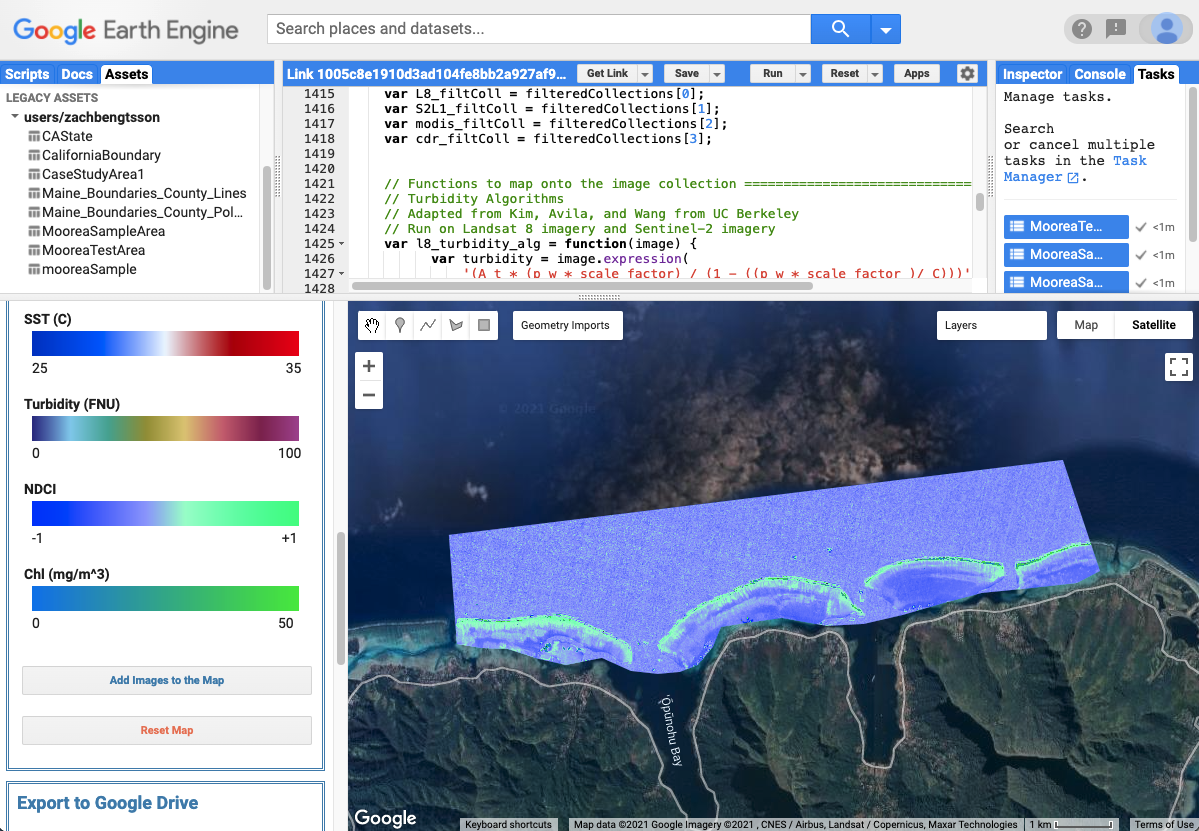 Google Earth Engine
Search places and datasets...
Scripts Docs Assets
LEGACY ASSETS
users/zachbengtsson
CAState
CaliforniaBoundary
CaseStudyArea1
Maine_Boundaries_County_Lines
Maine_Boundaries_County_Pol...
MooreaSampleArea
MooreaTestArea
mooreaSample
Link 1005c8e1910d3ad104fe8bb2a927af9...
Get Link Save Run Reset Apps
1415 var L8_filtColl = filteredCollections[0];
1416 var S2L1_filtColl = filteredCollections[1];
1417 var modis_filtColl = filteredCollections[2];
1418 var cdr_filtColl = filteredCollections[3];
1419
1420
1421 // Functions to map onto the image collection =============================
1422 // Turbidity Algorithms
1423 // Adapted from Kim, Avila, and Wang from UC Berkeley
1424 // Run on Landsat 8 imagery and Sentinel-2 imagery
1425 var l8_turbidity_alg = function(image) {
1426 var turbidity = image.expression(
1427 '(A_t * (p_w * scale_factor) / (1 - ((p_w * scale_factor )/ C)))'
1428
Inspector Console Tasks
Manage tasks.
Search
or cancel multiple
tasks in the Task
Manager.
MooreaTe... <1m
MooreaSa... <1m
MooreaSa... <1m
SST (C)
25 35
Turbidity (FNU)
0 100
NDCI
-1 +1
Chl (mg/m^3)
0 50
Add Images to the Map
Reset Map
Export to Google Drive
Geometry Imports
Layers
Map Satellite
+
−
© 2021 Google
'Ōpūnohu Bay
Google
Keyboard shortcuts
Map data ©2021 Google Imagery ©2021 , CNES / Airbus, Landsat / Copernicus, Maxar Technologies
1 km
Terms of Use